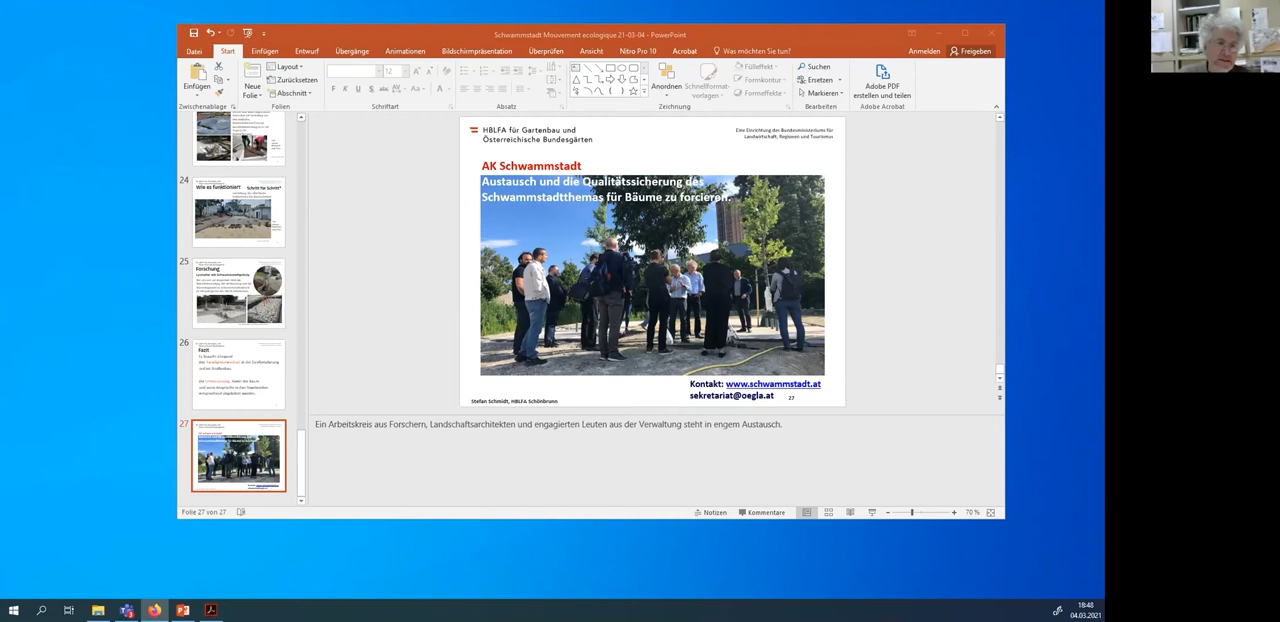 Schwammstadt Mouvement ecologique 21-03-04 - PowerPoint
Datei Start Einfügen Entwurf Übergänge Animationen Bildschirmpräsentation Überprüfen Ansicht Nitro Pro 10 Acrobat Was möchten Sie tun? Anmelden Freigeben
Einfügen
Neue Folie
Layout
Zurücksetzen
Abschnitt
12
F K U S
Anordnen
Schnellformat-
vorlagen
Fülleffekt
Formkontur
Formeffekte
Suchen
Ersetzen
Markieren
Adobe PDF
erstellen und teilen
Zwischenablage Folien Schriftart Absatz Zeichnung Bearbeiten Adobe Acrobat
24
Wie es funktioniert Schritt für Schritt
25
Forschung
26
Fazit
27
HBLFA für Gartenbau und
Österreichische Bundesgärten
Eine Einrichtung des Bundesministeriums für
Landwirtschaft, Regionen und Tourismus
AK Schwammstadt
Austausch und die Qualitätssicherung des
Schwammstadtthemas für Bäume zu forcieren.
Kontakt: www.schwammstadt.at
sekretariat@oegla.at
27
Stefan Schmidt, HBLFA Schönbrunn
Ein Arbeitskreis aus Forschern, Landschaftsarchitekten und engagierten Leuten aus der Verwaltung steht in engem Austausch.
Folie 27 von 27 Notizen Kommentare 70 %
18:48
04.03.2021